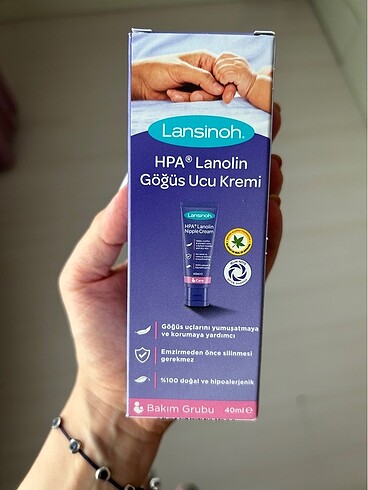 Lansinoh.
HPA® Lanolin
Göğüs Ucu Kremi
Lansinoh.
HPA® Lanolin
Nipple Cream
Göğüs uçlarını yumuşatmaya
ve korumaya yardımcı
Emzirmeden önce silinmesi
gerekmez
%100 doğal ve hipoalerjenik
Bakım Grubu
40ml ℮